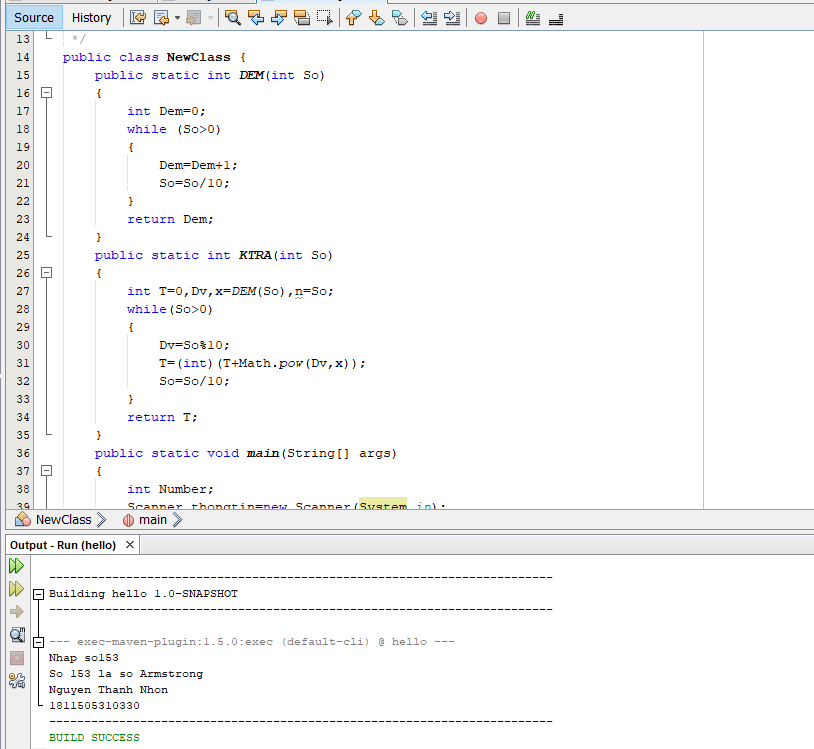 Source History
13 */
14 public class NewClass {
15 public static int DEM(int So)
16 {
17 int Dem=0;
18 while (So>0)
19 {
20 Dem=Dem+1;
21 So=So/10;
22 }
23 return Dem;
24 }
25 public static int KTRA(int So)
26 {
27 int T=0,Dv,x=DEM(So),n=So;
28 while(So>0)
29 {
30 Dv=So%10;
31 T=(int)(T+Math.pow(Dv,x));
32 So=So/10;
33 }
34 return T;
35 }
36 public static void main(String[] args)
37 {
38 int Number;
39 Scanner thongtin=new Scanner(System.in);
NewClass main
Output - Run (hello) ×
------------------------------------------------------------------------
Building hello 1.0-SNAPSHOT
------------------------------------------------------------------------
--- exec-maven-plugin:1.5.0:exec (default-cli) @ hello ---
Nhap so153
So 153 la so Armstrong
Nguyen Thanh Nhon
1811505310330
------------------------------------------------------------------------
BUILD SUCCESS